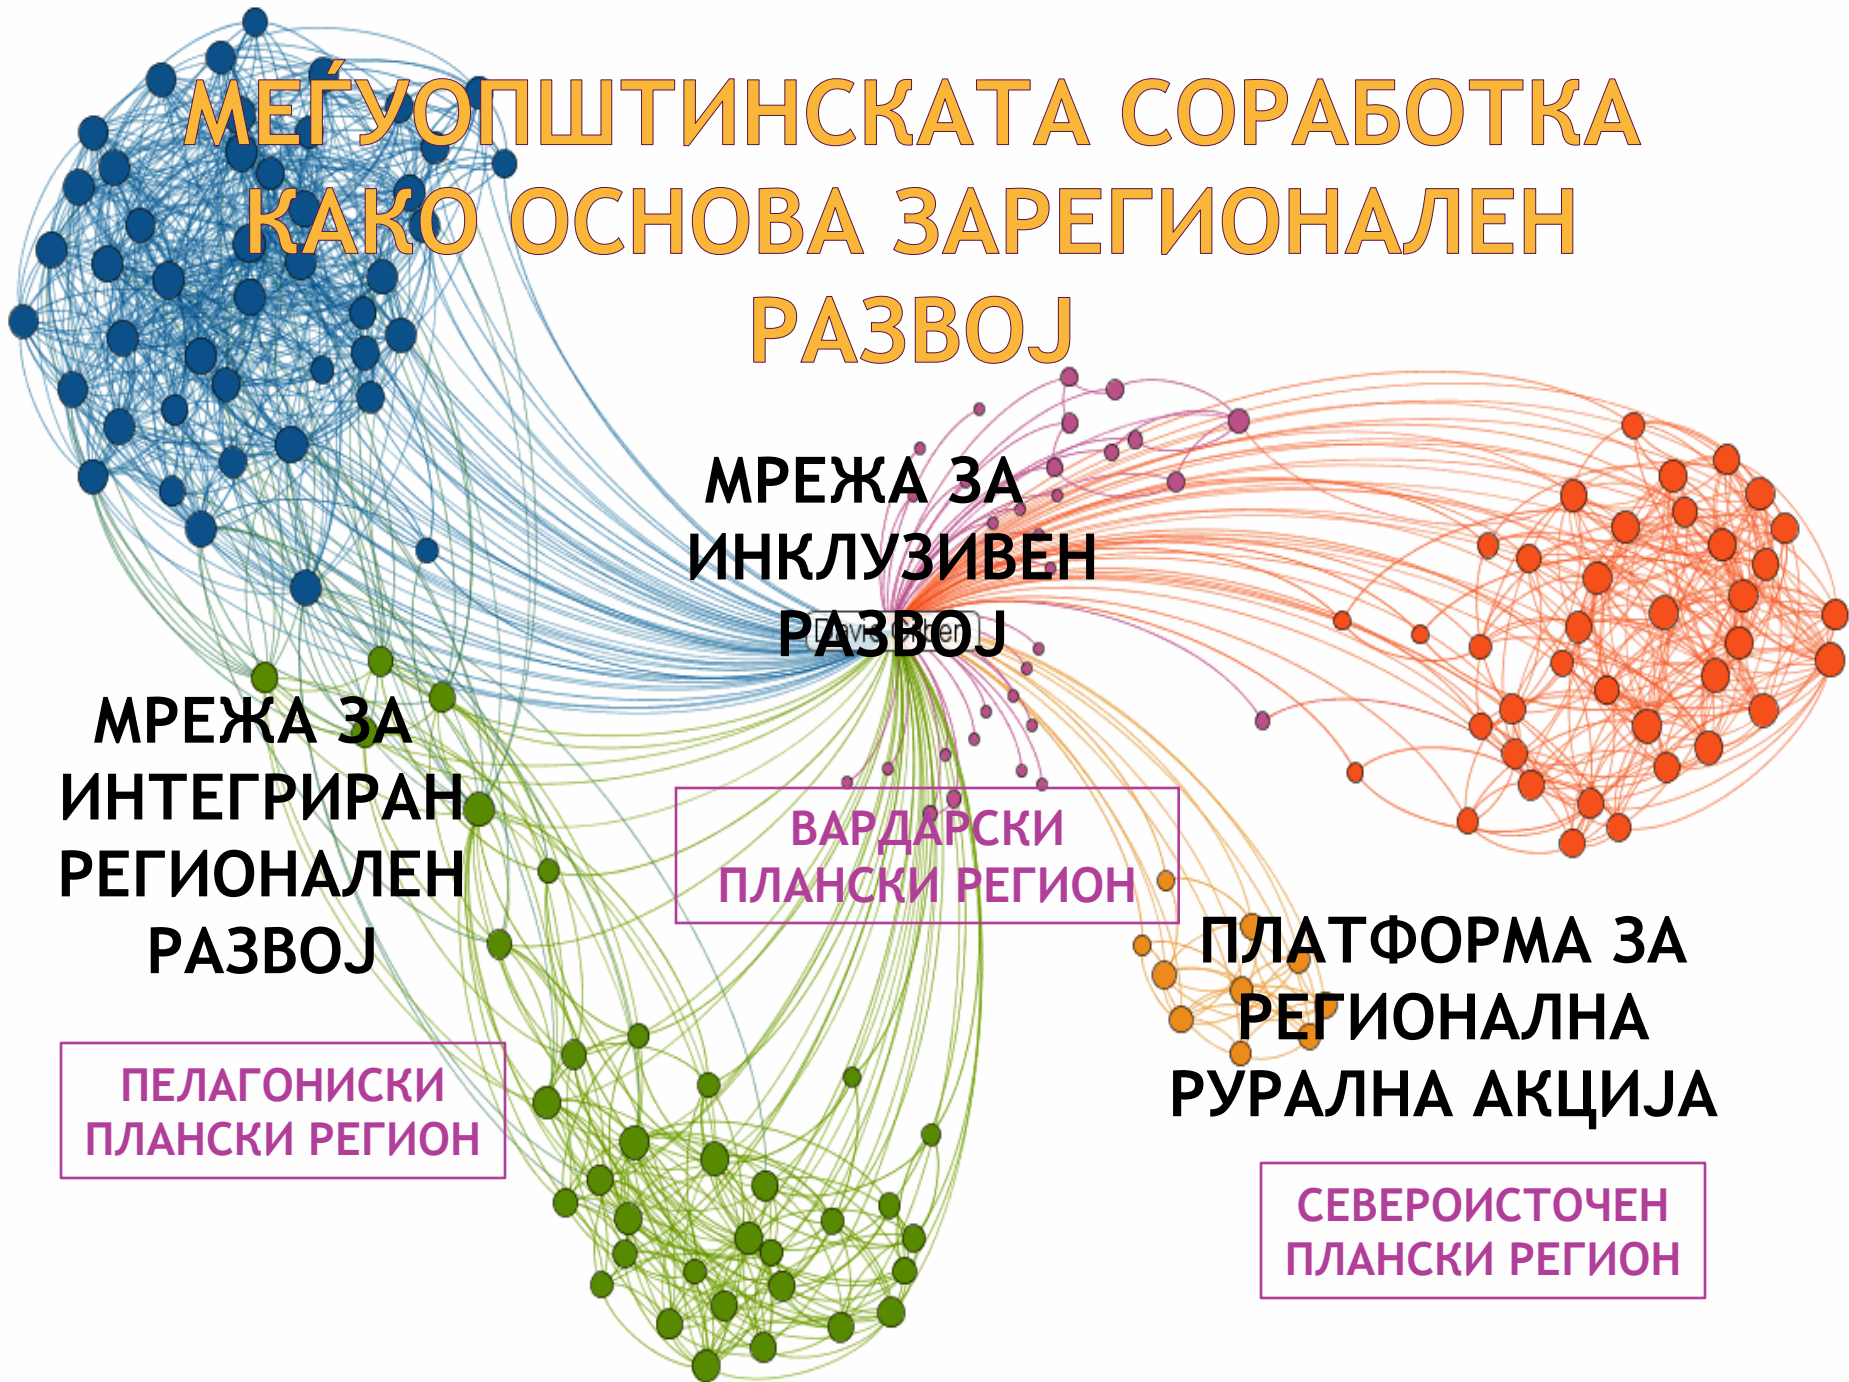 МЕЃУОПШТИНСКАТА СОРАБОТКА
КАКО ОСНОВА ЗАРЕГИОНАЛЕН
РАЗВОЈ
МРЕЖА ЗА
ИНКЛУЗИВЕН
РАЗВОЈ
МРЕЖА ЗА
ИНТЕГРИРАН
РЕГИОНАЛЕН
РАЗВОЈ
ВАРДАРСКИ
ПЛАНСКИ РЕГИОН
ПЛАТФОРМА ЗА
РЕГИОНАЛНА
РУРАЛНА АКЦИЈА
ПЕЛАГОНИСКИ
ПЛАНСКИ РЕГИОН
СЕВЕРОИСТОЧЕН
ПЛАНСКИ РЕГИОН